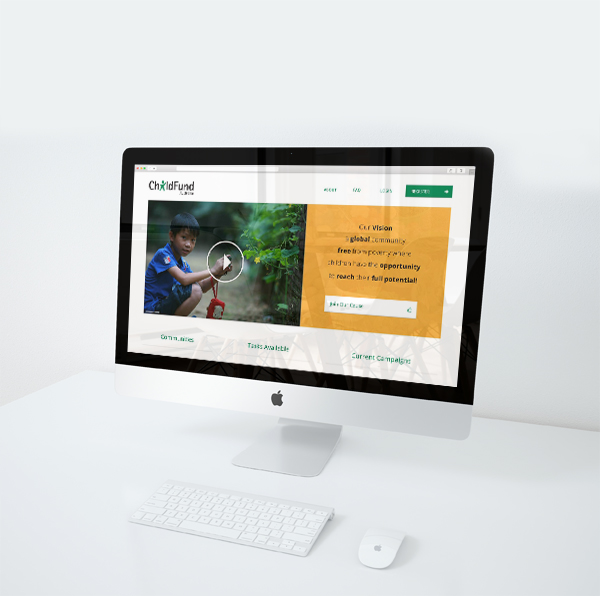 ChildFund
ABOUT FAQ LOGIN REGISTER
Our Vision
a global community
free from poverty where
children have the opportunity
to reach their full potential!
Join Our Cause
Communities
Tasks Available
Current Campaigns